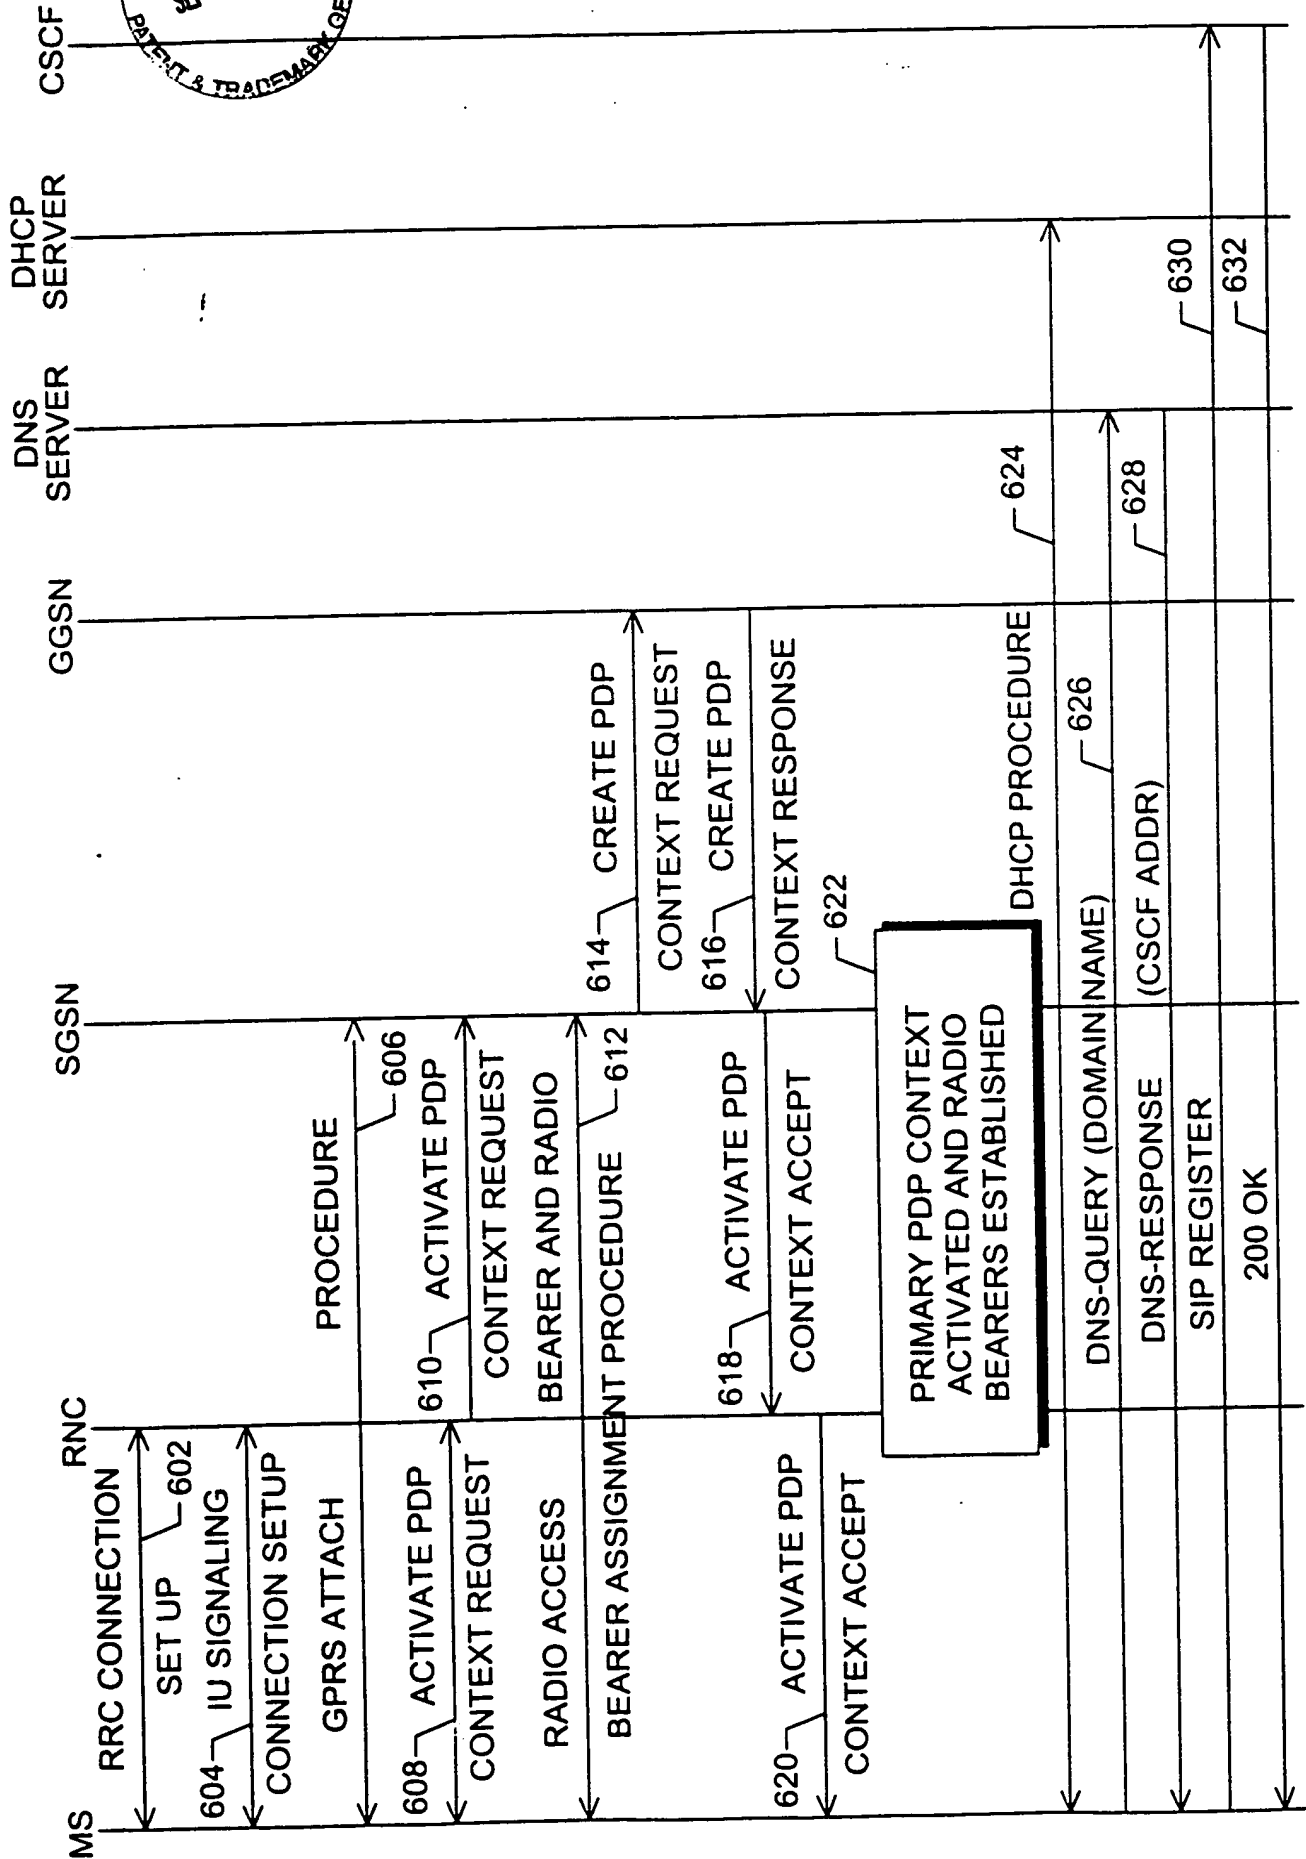 MS
RNC
SGSN
GGSN
DNS
SERVER
DHCP
SERVER
CSCF
PATENT & TRADEMARK
RRC CONNECTION
SET UP
602
604
IU SIGNALING
CONNECTION SETUP
GPRS ATTACH
PROCEDURE
606
608
ACTIVATE PDP
CONTEXT REQUEST
610
ACTIVATE PDP
CONTEXT REQUEST
RADIO ACCESS
BEARER AND RADIO
BEARER ASSIGNMENT PROCEDURE
612
614
CREATE PDP
CONTEXT REQUEST
616
CREATE PDP
CONTEXT RESPONSE
618
ACTIVATE PDP
CONTEXT ACCEPT
620
ACTIVATE PDP
CONTEXT ACCEPT
622
PRIMARY PDP CONTEXT
ACTIVATED AND RADIO
BEARERS ESTABLISHED
DHCP PROCEDURE
624
DNS-QUERY (DOMAIN NAME)
626
DNS-RESPONSE (CSCF ADDR)
628
SIP REGISTER
630
200 OK
632